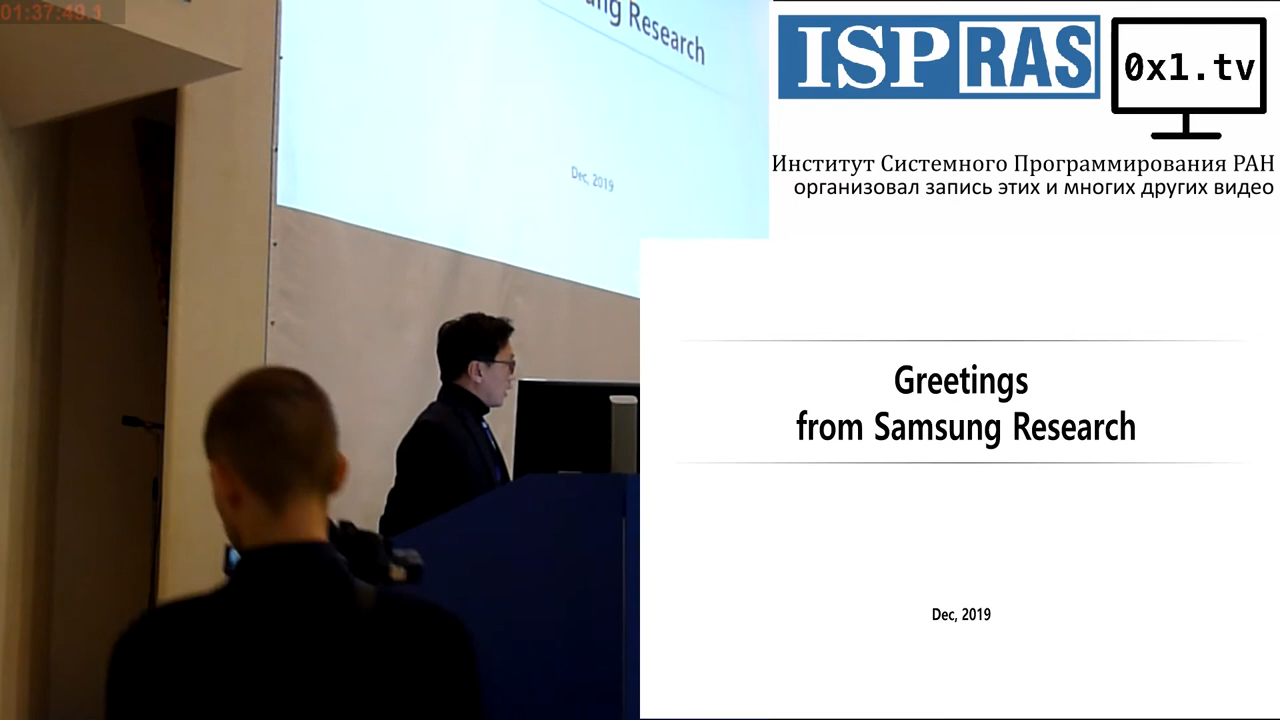 01:37:49.1
ng Research
Dec, 2019
ISP RAS
0x1.tv
Институт Системного Программирования РАН
организовал запись этих и многих других видео
Greetings
from Samsung Research
Dec, 2019